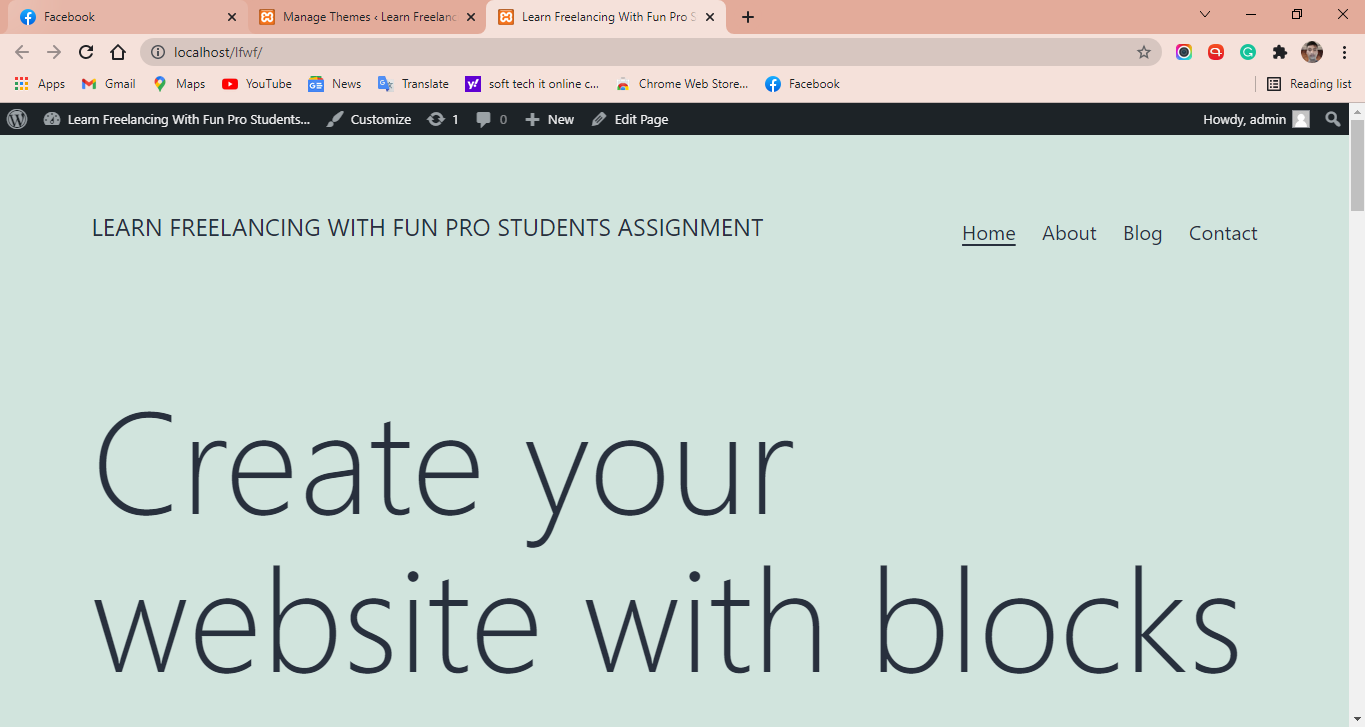 Facebook
Manage Themes ‹ Learn Freelanc
Learn Freelancing With Fun Pro S
localhost/lfwf/
Apps
Gmail
Maps
YouTube
News
Translate
soft tech it online c...
Chrome Web Store...
Facebook
Reading list
Learn Freelancing With Fun Pro Students...
Customize
1
0
New
Edit Page
Howdy, admin
LEARN FREELANCING WITH FUN PRO STUDENTS ASSIGNMENT
Home
About
Blog
Contact
Create your
website with blocks